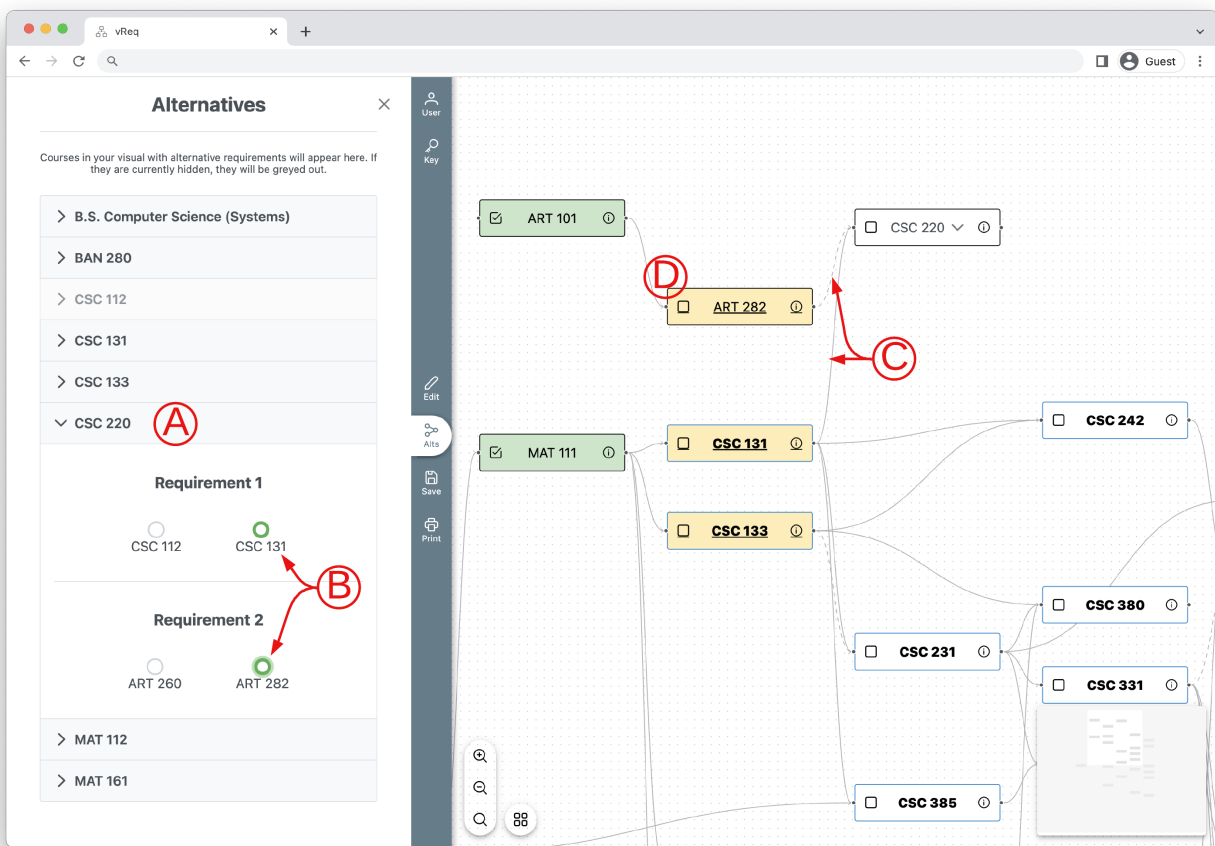 vReq
Guest
Alternatives
Courses in your visual with alternative requirements will appear here. If
they are currently hidden, they will be greyed out.
B.S. Computer Science (Systems)
BAN 280
CSC 112
CSC 131
CSC 133
CSC 220
A
Requirement 1
CSC 112
CSC 131
B
Requirement 2
ART 260
ART 282
MAT 112
MAT 161
User
Key
Edit
Alts
Save
Print
ART 101
CSC 220
D
ART 282
C
CSC 242
MAT 111
CSC 131
CSC 133
CSC 380
CSC 231
CSC 331
CSC 385